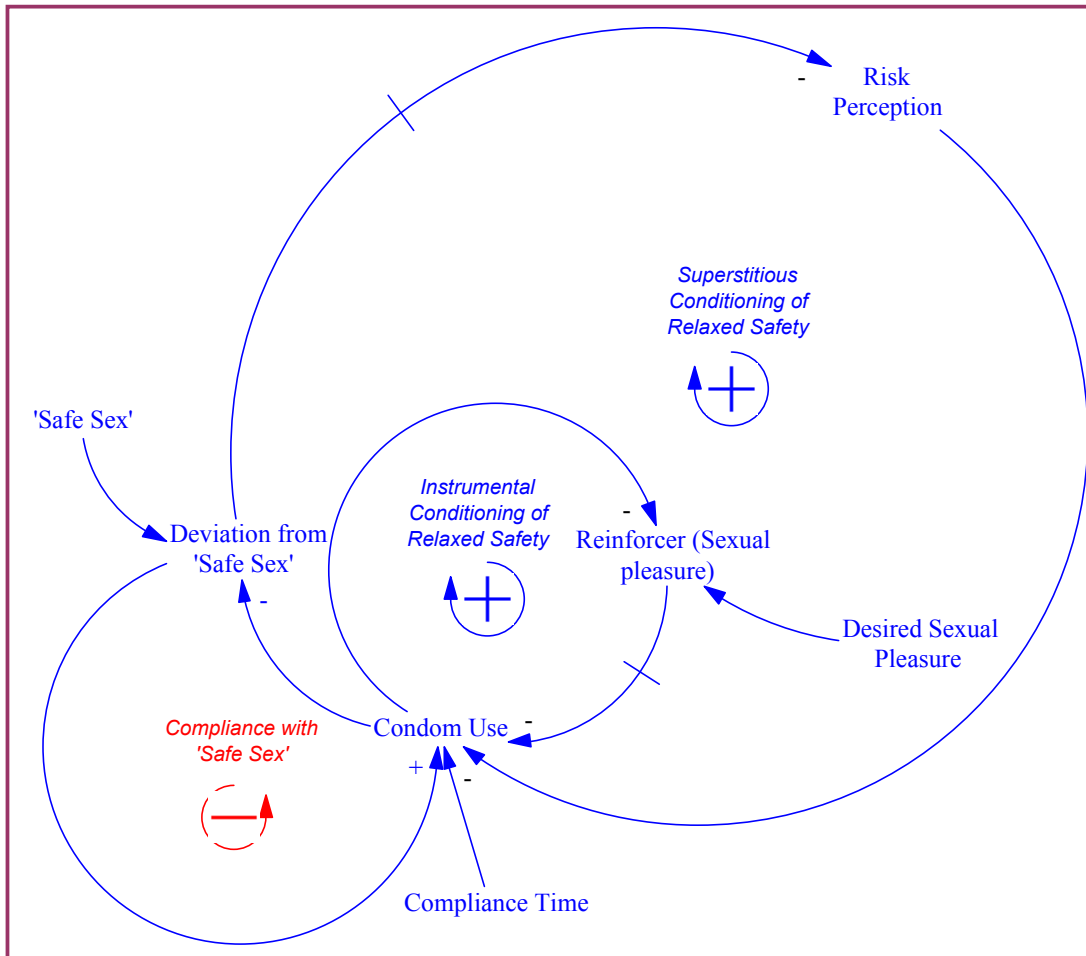 -
Risk
Perception
Superstitious
Conditioning of
Relaxed Safety
+
'Safe Sex'
Instrumental
Conditioning of
Relaxed Safety
+
-
Reinforcer (Sexual
pleasure)
Deviation from
'Safe Sex'
-
Desired Sexual
Pleasure
Compliance with
'Safe Sex'
-
Condom Use
-
+
-
Compliance Time